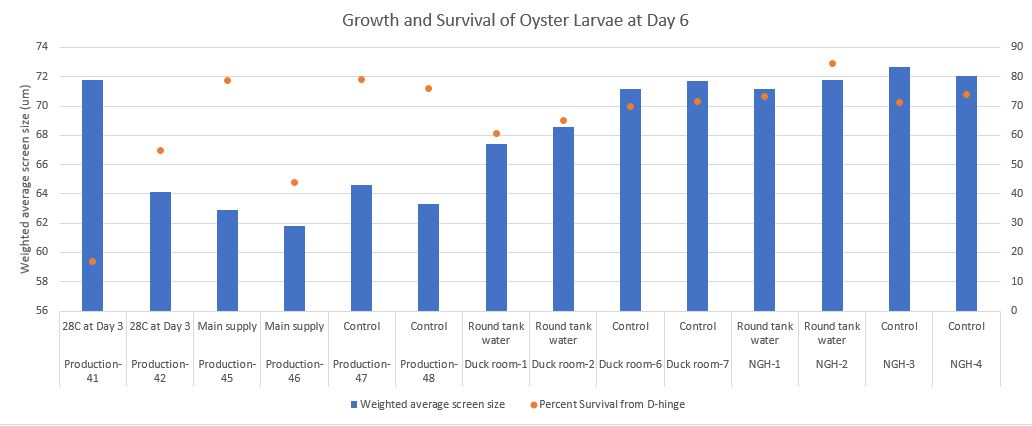 Growth and Survival of Oyster Larvae at Day 6
Weighted average screen size (um)
74
72
70
68
66
64
62
60
58
56
90
80
70
60
50
40
30
20
10
0
28C at Day 3 28C at Day 3 Main supply Main supply Control Control Round tank Round tank Control Control Round tank Round tank Control Control
water water water water
Production- Production- Production- Production- Production- Production- Duck room-1 Duck room-2 Duck room-6 Duck room-7 NGH-1 NGH-2 NGH-3 NGH-4
41 42 45 46 47 48
Weighted average screen size Percent Survival from D-hinge